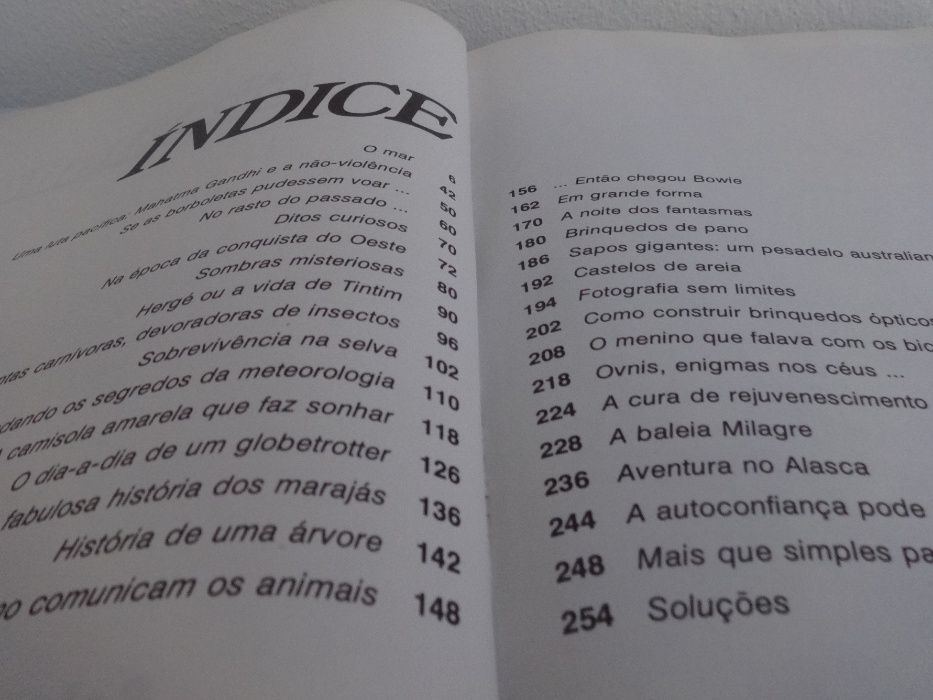 ÍNDICE
O mar 6
Uma luta pacífica: Mahatma Gandhi e a não-violência 42
Se as borboletas pudessem voar ... 50
No rasto do passado ... 60
Ditos curiosos 70
Na época da conquista do Oeste 72
Sombras misteriosas 80
Hergé ou a vida de Tintim 90
ntas carnívoras, devoradoras de insectos 96
Sobrevivência na selva 102
dando os segredos da meteorologia 110
camisola amarela que faz sonhar 118
O dia-a-dia de um globetrotter 126
fabulosa história dos marajás 136
História de uma árvore 142
mo comunicam os animais 148
156 ... Então chegou Bowie
162 Em grande forma
170 A noite dos fantasmas
180 Brinquedos de pano
186 Sapos gigantes: um pesadelo australian
192 Castelos de areia
194 Fotografia sem limites
202 Como construir brinquedos ópticos
208 O menino que falava com os bic
218 Ovnis, enigmas nos céus ...
224 A cura de rejuvenescimento
228 A baleia Milagre
236 Aventura no Alasca
244 A autoconfiança pode
248 Mais que simples pa
254 Soluções